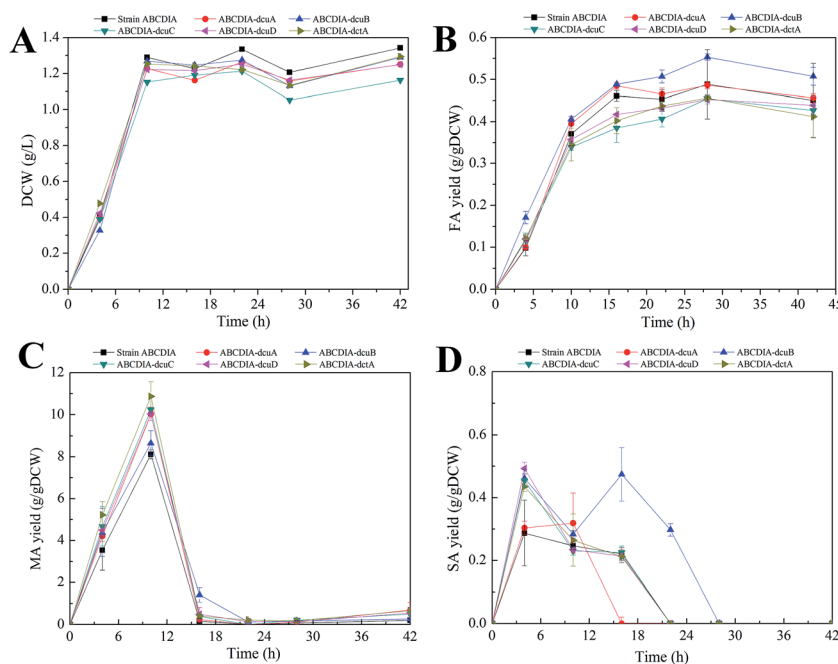 A
Strain ABCDIA ABCDIA-dcuA ABCDIA-dcuB
ABCDIA-dcuC ABCDIA-dcuD ABCDIA-dctA
DCW (g/L)
1.4
1.2
1.0
0.8
0.6
0.4
0.2
0.0
0 6 12 18 24 30 36 42
Time (h)
B
Strain ABCDIA ABCDIA-dcuA ABCDIA-dcuB
ABCDIA-dcuC ABCDIA-dcuD ABCDIA-dctA
FA yield (g/gDCW)
0.6
0.5
0.4
0.3
0.2
0.1
0.0
0 5 10 15 20 25 30 35 40 45
Time (h)
C
Strain ABCDIA ABCDIA-dcuA ABCDIA-dcuB
ABCDIA-dcuC ABCDIA-dcuD ABCDIA-dctA
MA yield (g/gDCW)
12
10
8
6
4
2
0
0 6 12 18 24 30 36 42
Time (h)
D
Strain ABCDIA ABCDIA-dcuA ABCDIA-dcuB
ABCDIA-dcuC ABCDIA-dcuD ABCDIA-dctA
SA yield (g/gDCW)
0.8
0.6
0.4
0.2
0.0
0 6 12 18 24 30 36 42
Time (h)